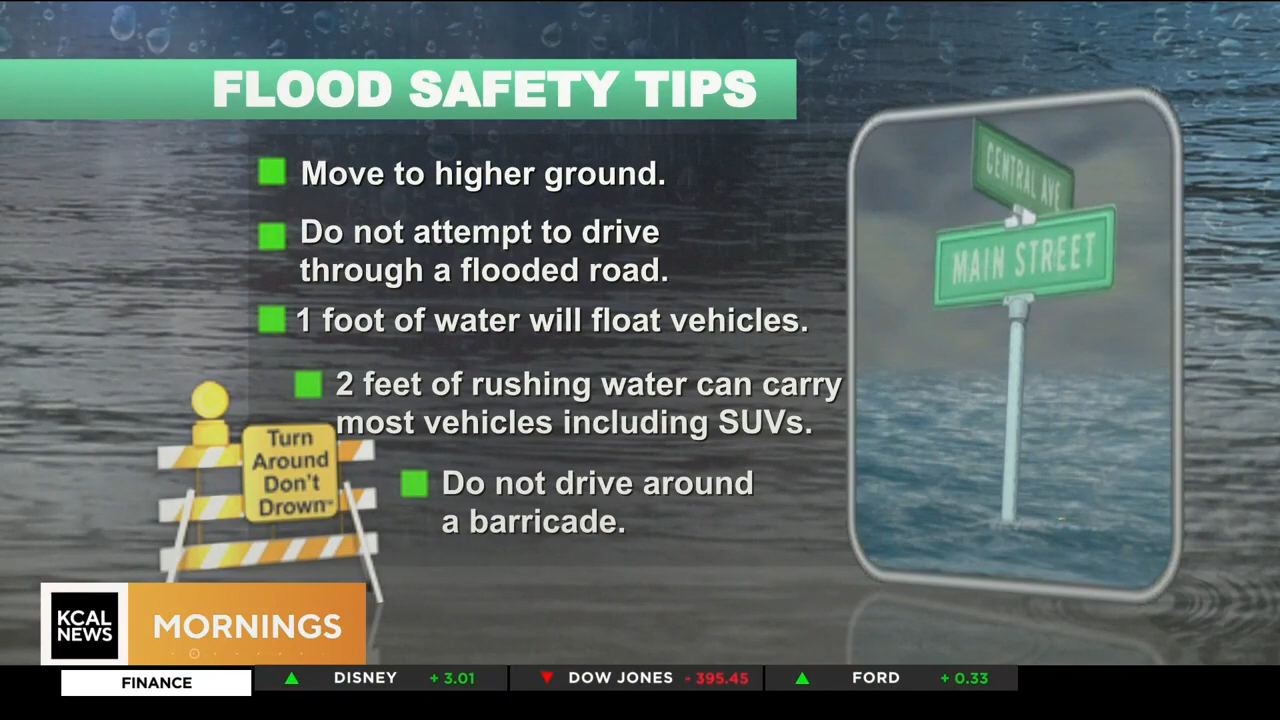 FLOOD SAFETY TIPS
Move to higher ground.
Do not attempt to drive
through a flooded road.
1 foot of water will float vehicles.
2 feet of rushing water can carry
most vehicles including SUVs.
Do not drive around
a barricade.
Turn
Around
Don't
Drown™
CENTRAL AVE
MAIN STREET
KCAL
NEWS
MORNINGS
FINANCE
DISNEY + 3.01
DOW JONES - 395.45
FORD + 0.33